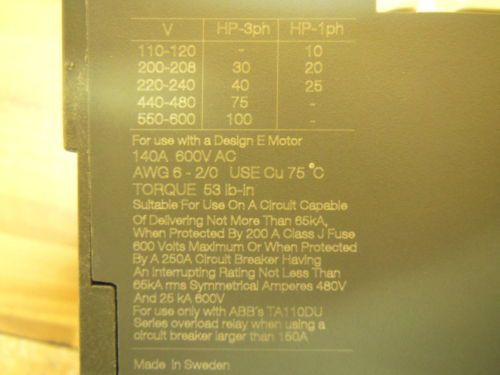 V HP-3ph HP-1ph
110-120 - 10
200-208 30 20
220-240 40 25
440-480 75 -
550-600 100 -
For use with a Design E Motor
140A 600V AC
AWG 6 - 2/0 USE Cu 75 °C
TORQUE 53 lb-in
Suitable For Use On A Circuit Capable
Of Delivering Not More Than 65kA,
When Protected By 200 A Class J Fuse
600 Volts Maximum Or When Protected
By A 250A Circuit Breaker Having
An Interrupting Rating Not Less Than
65kA rms Symmetrical Amperes 480V
And 25 kA 600V
For use only with ABB's TA110DU
Series overload relay when using a
circuit breaker larger than 150A
Made in Sweden